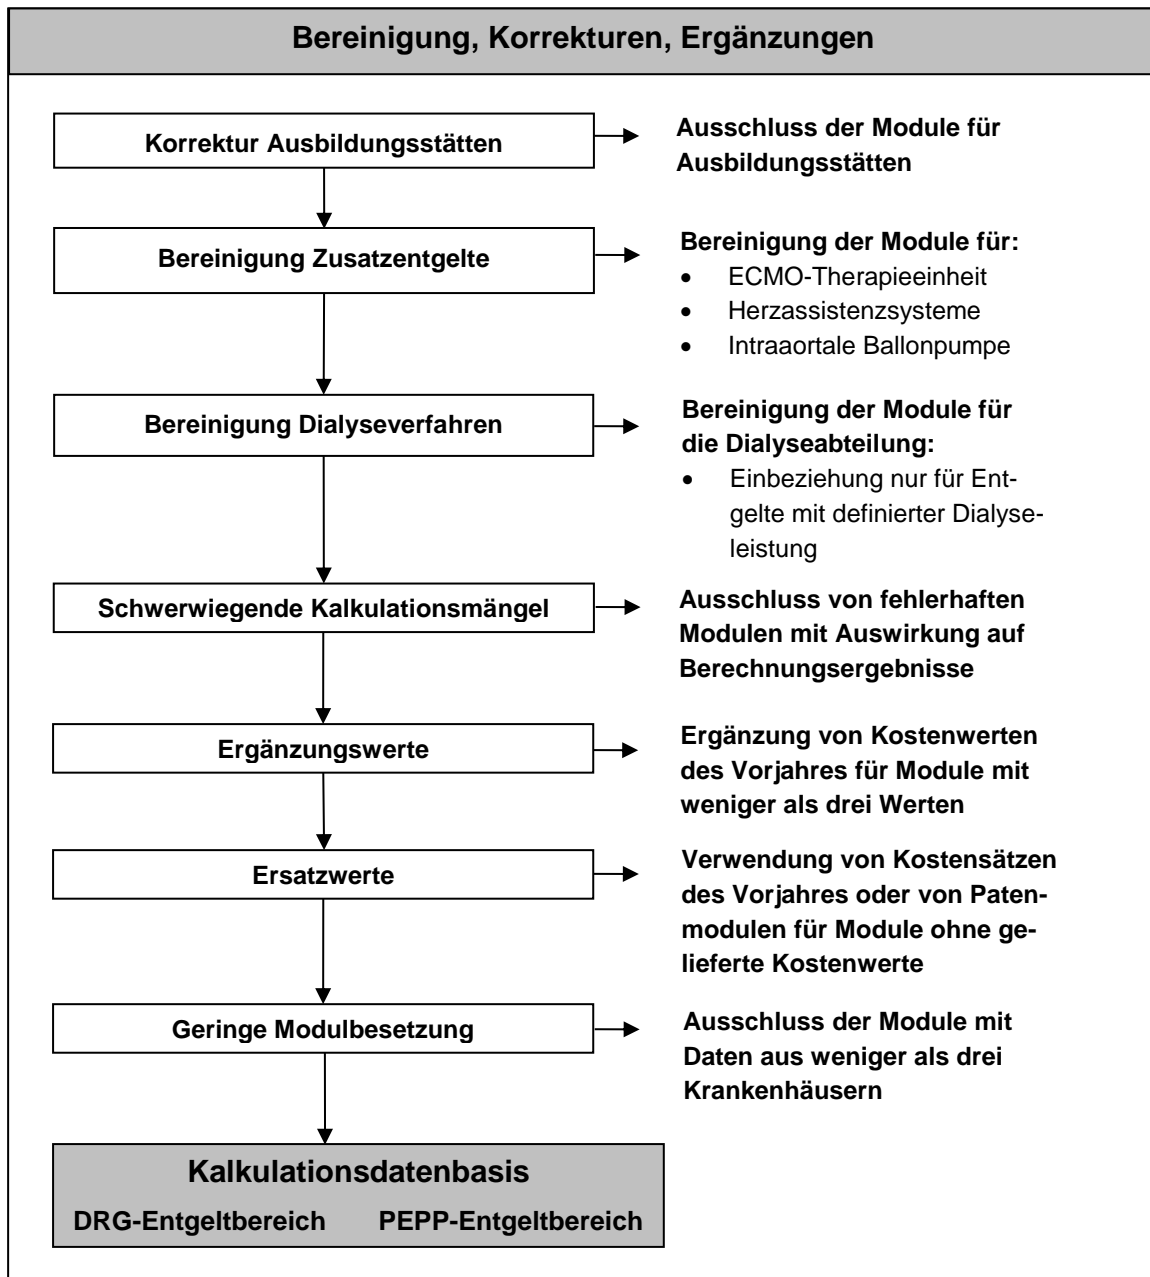 Bereinigung, Korrekturen, Ergänzungen
Korrektur Ausbildungsstätten
Ausschluss der Module für
Ausbildungsstätten
Bereinigung Zusatzentgelte
Bereinigung der Module für:
• ECMO-Therapieeinheit
• Herzassistenzsysteme
• Intraaortale Ballonpumpe
Bereinigung Dialyseverfahren
Bereinigung der Module für
die Dialyseabteilung:
• Einbeziehung nur für Ent-
gelte mit definierter Dialyse-
leistung
Schwerwiegende Kalkulationsmängel
Ausschluss von fehlerhaften
Modulen mit Auswirkung auf
Berechnungsergebnisse
Ergänzungswerte
Ergänzung von Kostenwerten
des Vorjahres für Module mit
weniger als drei Werten
Ersatzwerte
Verwendung von Kostensätzen
des Vorjahres oder von Paten-
modulen für Module ohne ge-
lieferte Kostenwerte
Geringe Modulbesetzung
Ausschluss der Module mit
Daten aus weniger als drei
Krankenhäusern
Kalkulationsdatenbasis
DRG-Entgeltbereich PEPP-Entgeltbereich